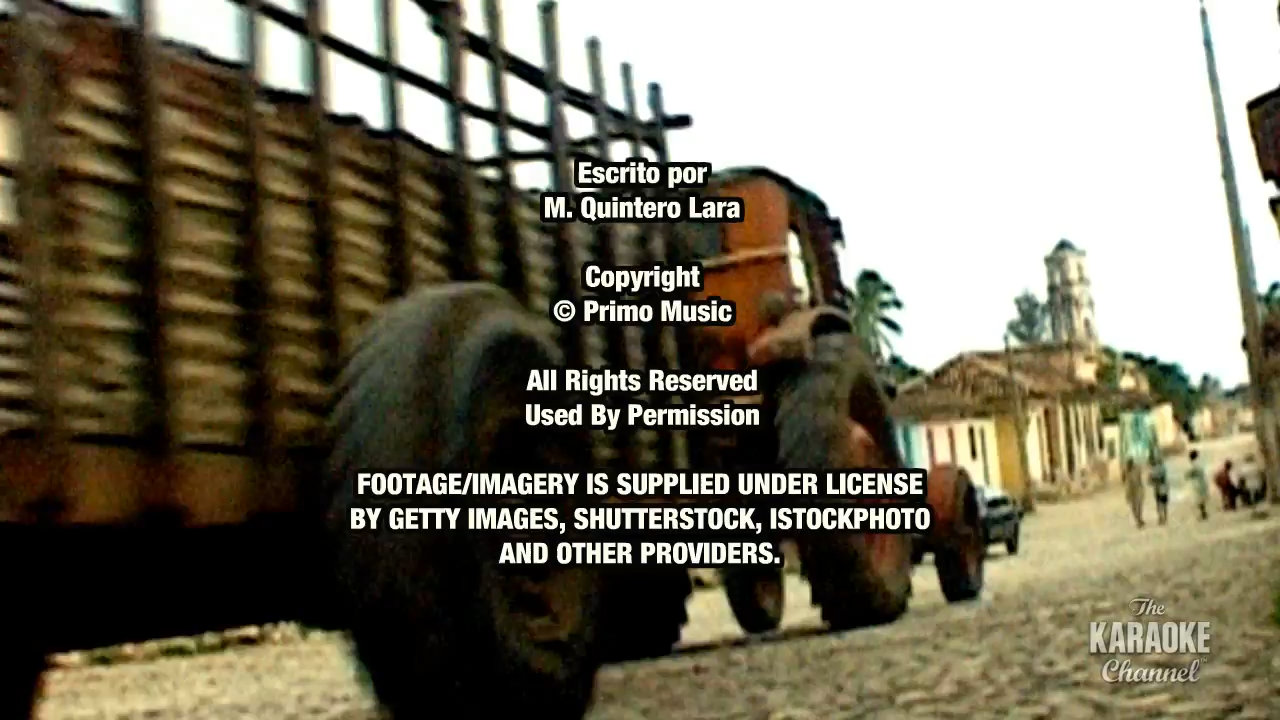 Escrito por
M. Quintero Lara
Copyright
© Primo Music
All Rights Reserved
Used By Permission
FOOTAGE/IMAGERY IS SUPPLIED UNDER LICENSE
BY GETTY IMAGES, SHUTTERSTOCK, ISTOCKPHOTO
AND OTHER PROVIDERS.
The
KARAOKE
Channel™